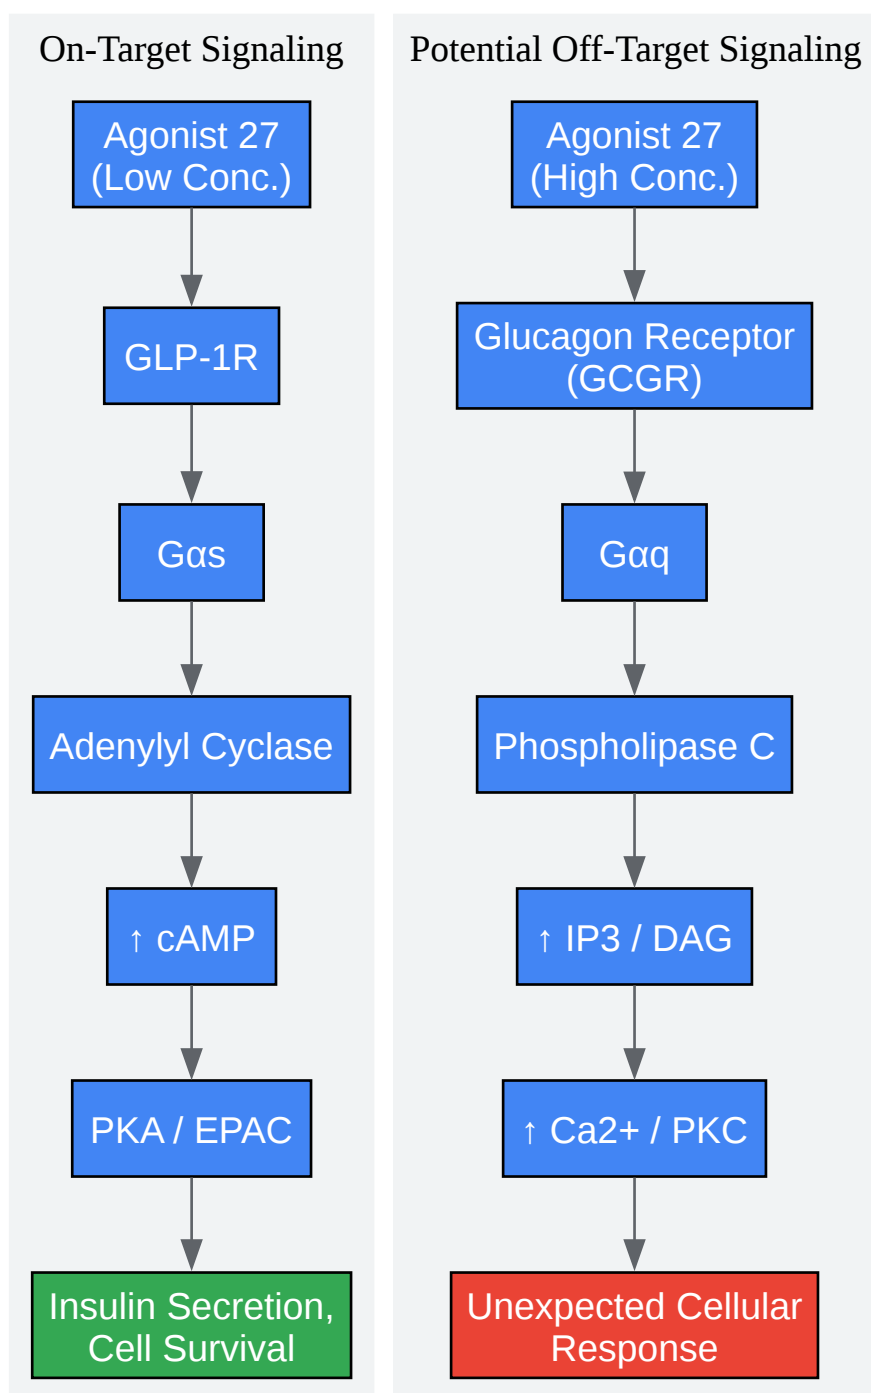 On-Target Signaling
Agonist 27
(Low Conc.)
GLP-1R
Gαs
Adenylyl Cyclase
↑ cAMP
PKA / EPAC
Insulin Secretion,
Cell Survival
Potential Off-Target Signaling
Agonist 27
(High Conc.)
Glucagon Receptor
(GCGR)
Gαq
Phospholipase C
↑ IP3 / DAG
↑ Ca2+ / PKC
Unexpected Cellular
Response